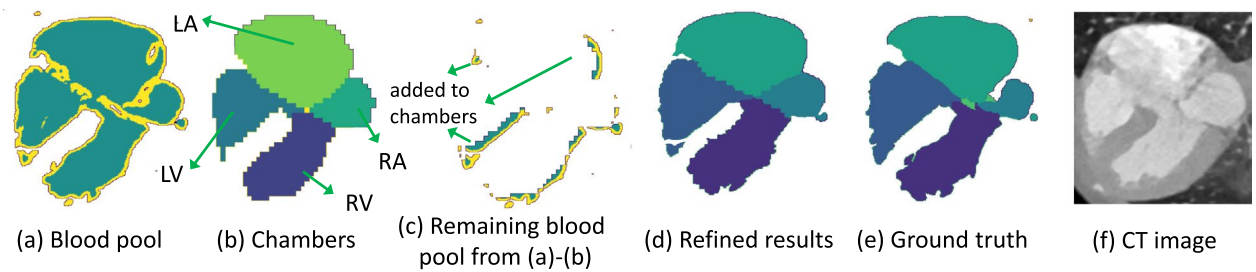 LA
LV
RA
RV
added to
chambers
(a) Blood pool
(b) Chambers
(c) Remaining blood
pool from (a)-(b)
(d) Refined results
(e) Ground truth
(f) CT image